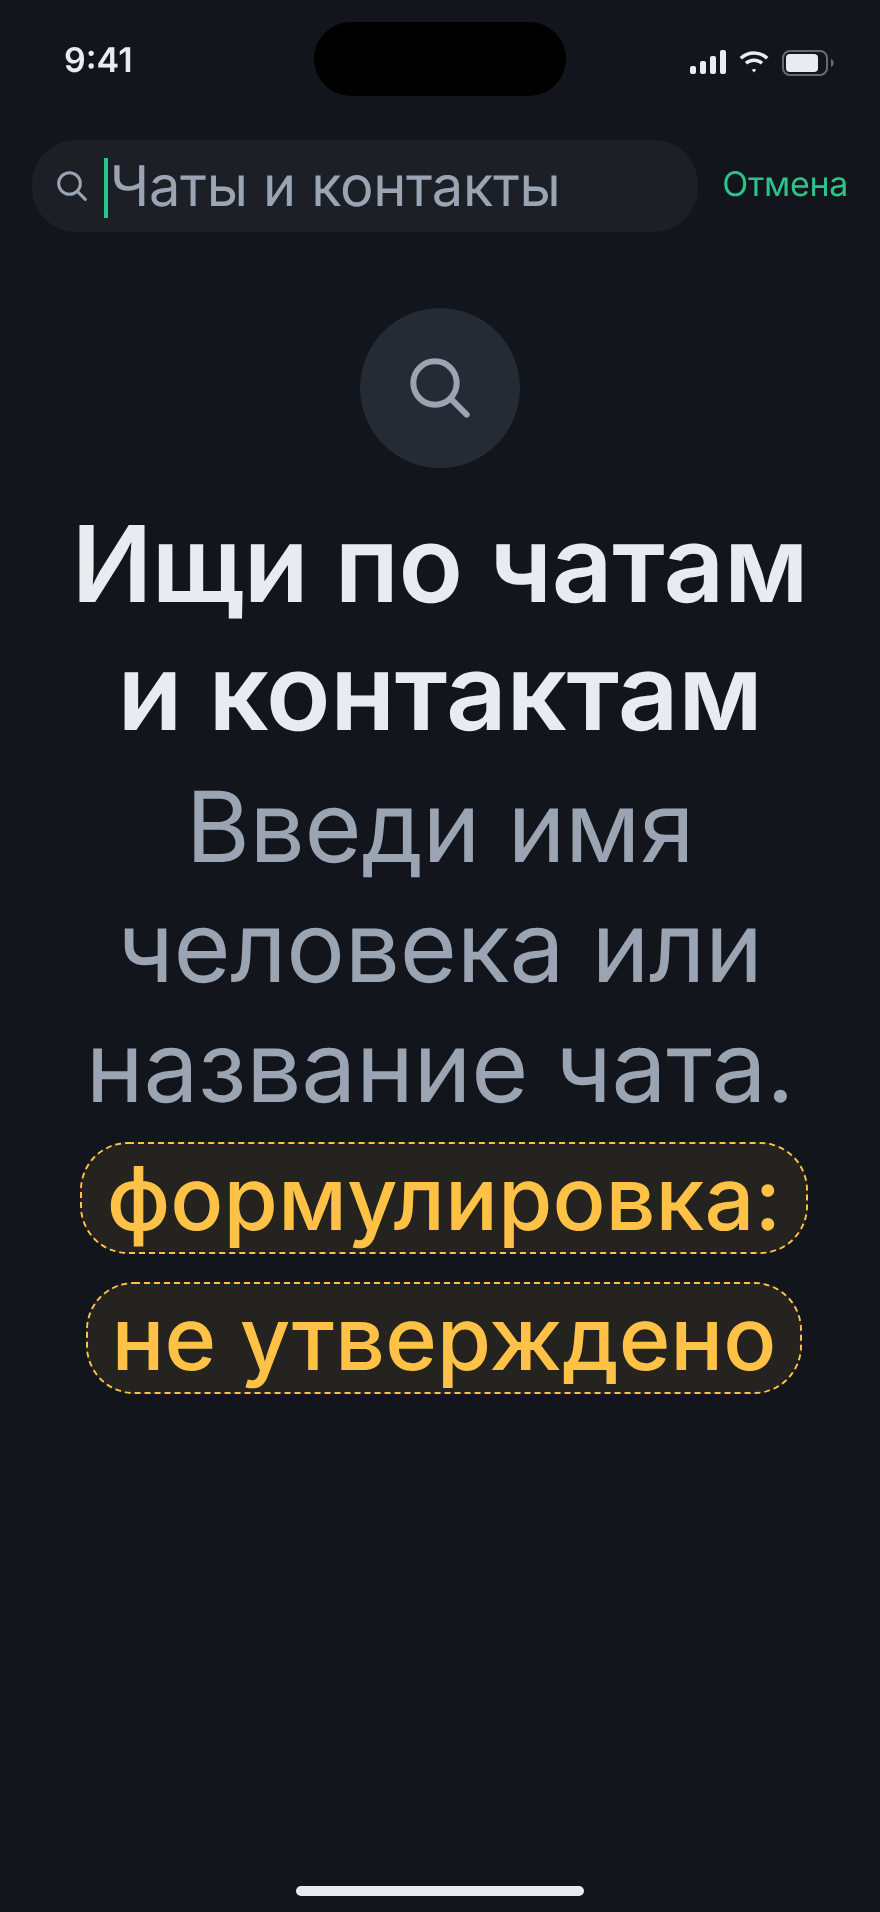 9:41
Чаты и контакты
Отмена
Ищи по чатам
и контактам
Введи имя
человека или
название чата.
формулировка:
не утверждено